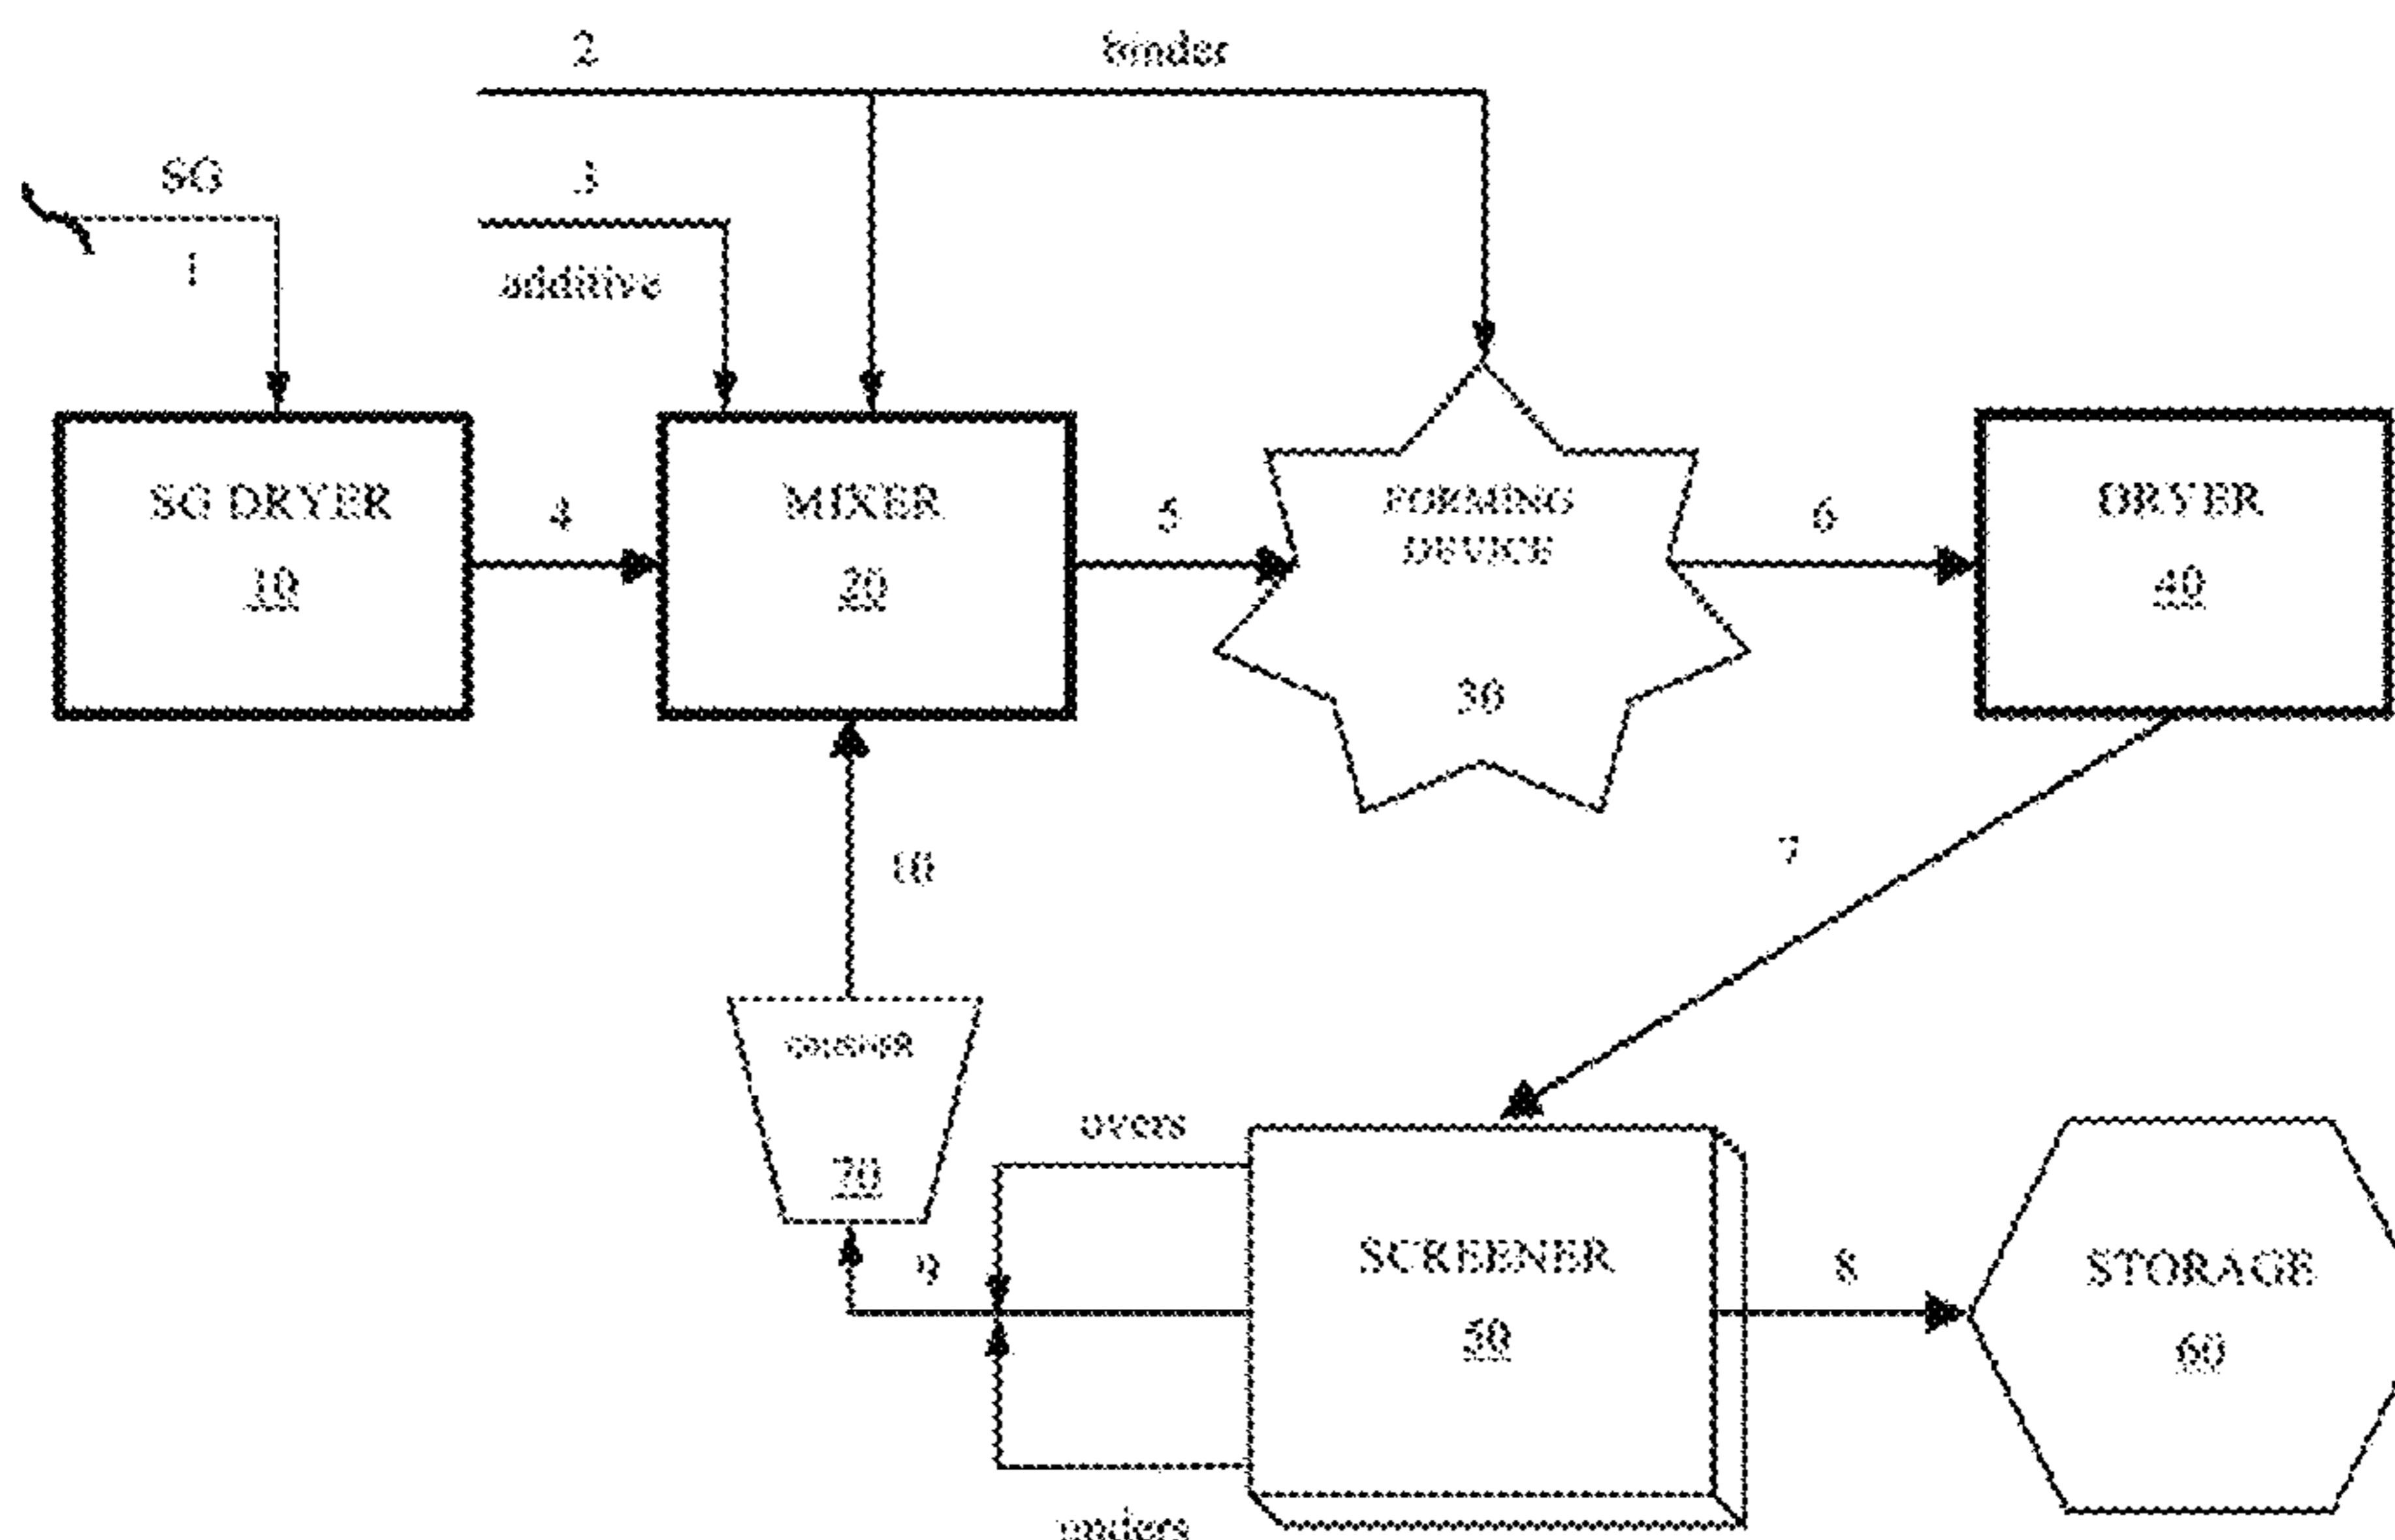 2
binder
SG
1
3
additive
SG DRYER
10
4
MIXER
20
5
FORMING
DEVICE
30
6
DRYER
40
7
10
CRUSHER
70
overs
9
SCREENER
50
8
STORAGE
60
unders